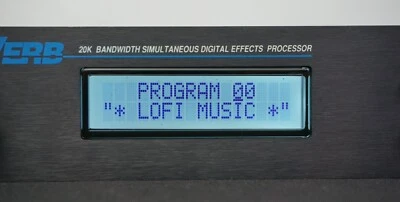 VERB 20K BANDWIDTH SIMULTANEOUS DIGITAL EFFECTS PROCESSOR
PROGRAM 00
"* LOFI MUSIC *"